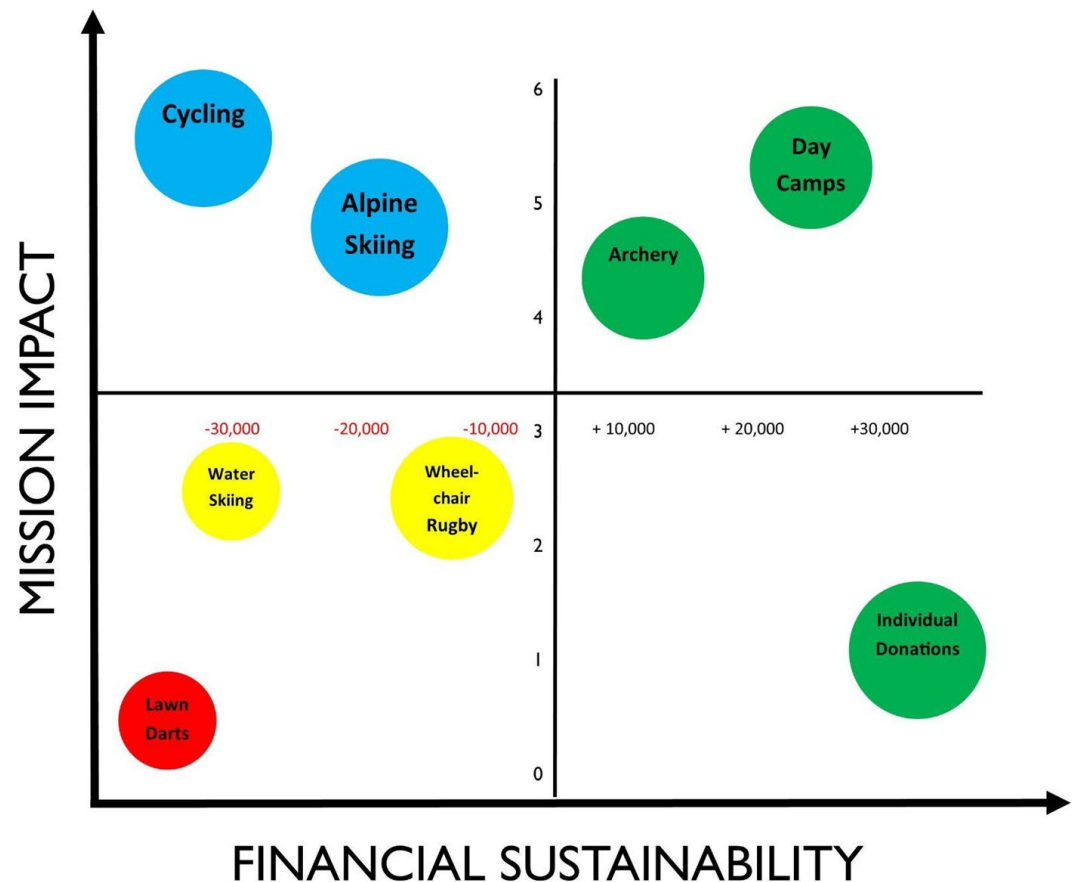 MISSION IMPACT
6
5
4
3
2
1
0
Cycling
Alpine
Skiing
Day
Camps
Archery
-30,000
-20,000
-10,000
+ 10,000
+ 20,000
+30,000
Water
Skiing
Wheel-
chair
Rugby
Individual
Donations
Lawn
Darts
FINANCIAL SUSTAINABILITY